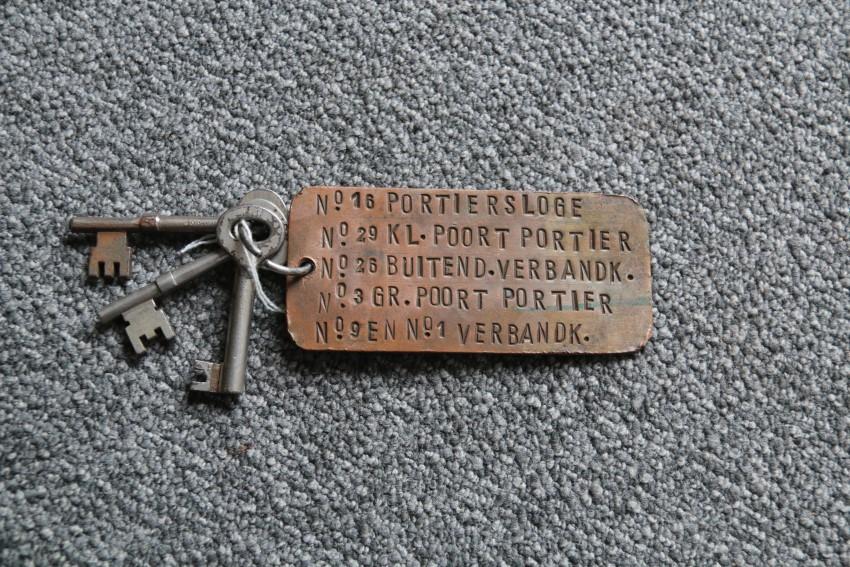 Nº 16 PORTIERSLOGE
Nº 29 KL. POORT PORTIER
Nº 26 BUITEND. VERBANDK.
Nº 3 GR. POORT PORTIER
Nº 9 EN Nº 1 VERBANDK.